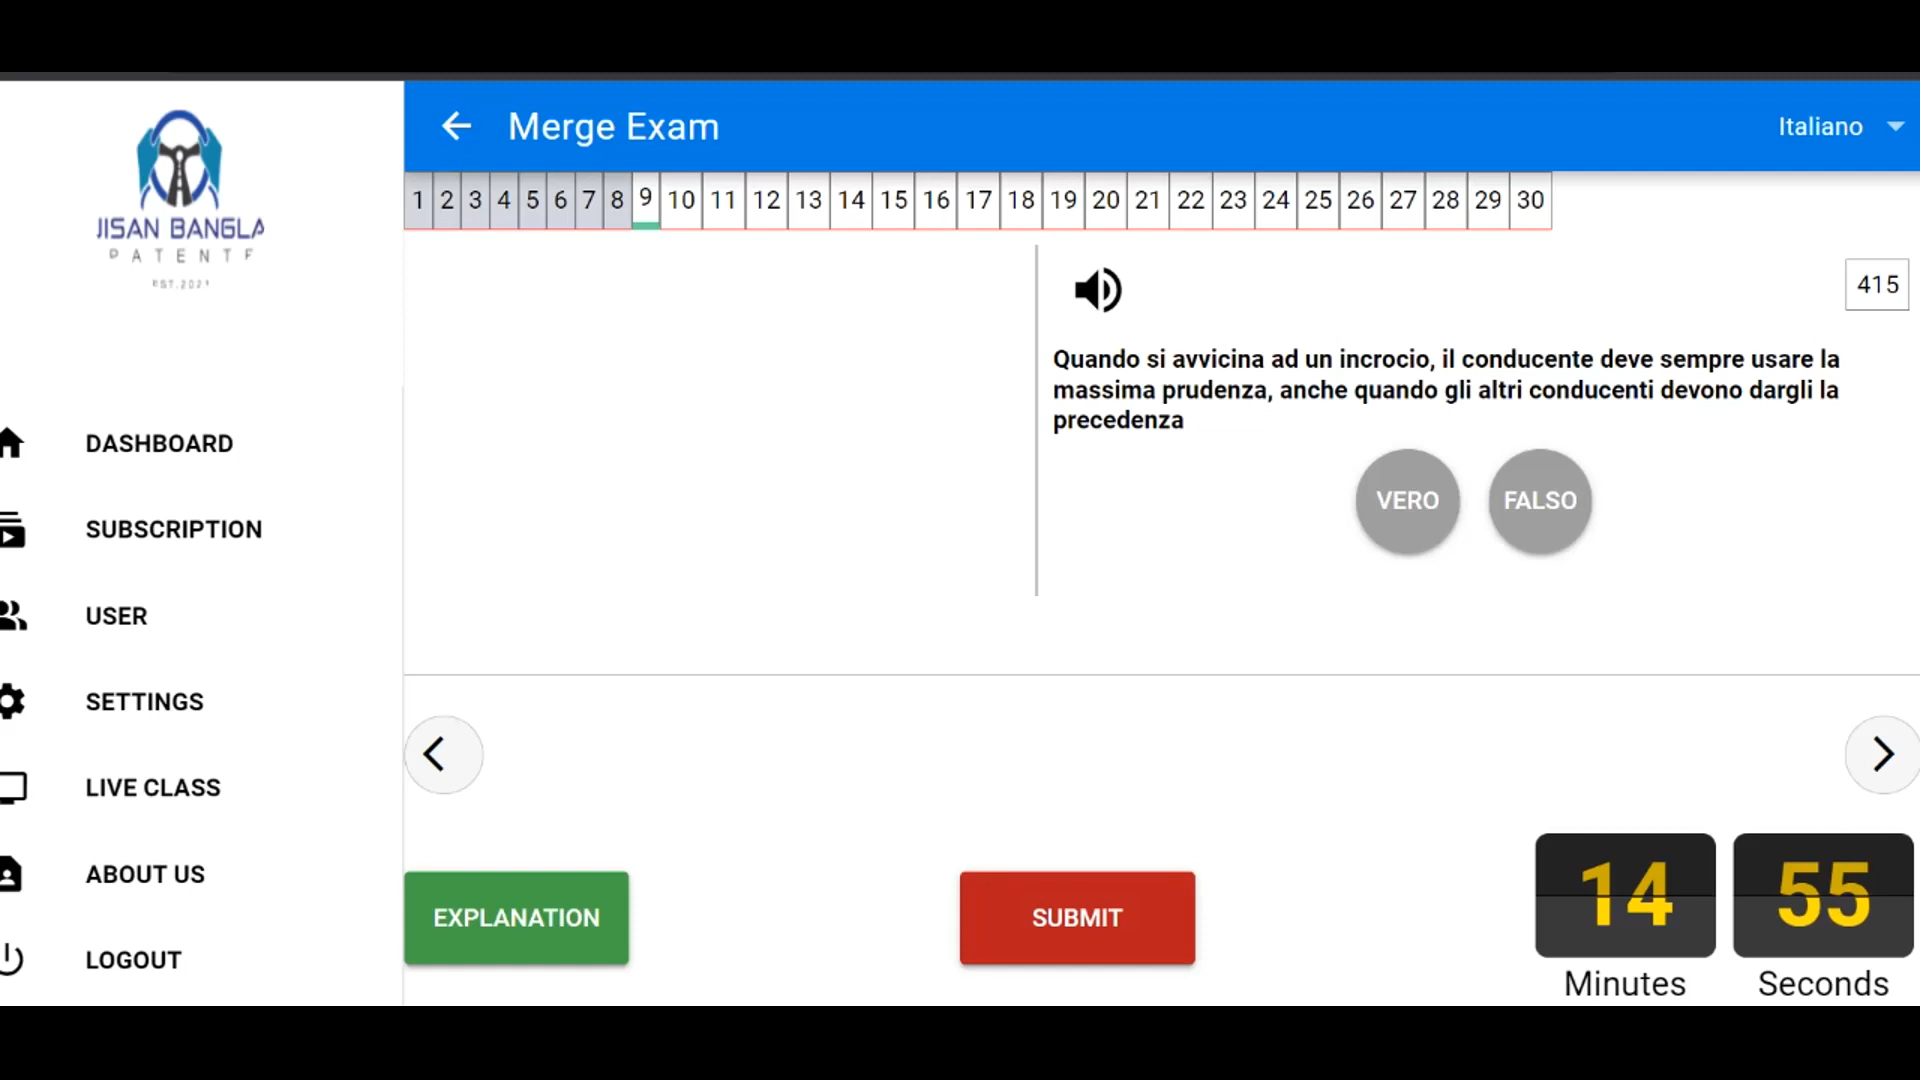 JISAN BANGLA
PATENTE
EST.2021
DASHBOARD
SUBSCRIPTION
USER
SETTINGS
LIVE CLASS
ABOUT US
LOGOUT
Merge Exam
Italiano
1 2 3 4 5 6 7 8 9 10 11 12 13 14 15 16 17 18 19 20 21 22 23 24 25 26 27 28 29 30
415
Quando si avvicina ad un incrocio, il conducente deve sempre usare la
massima prudenza, anche quando gli altri conducenti devono dargli la
precedenza
VERO FALSO
EXPLANATION
SUBMIT
14 55
Minutes Seconds